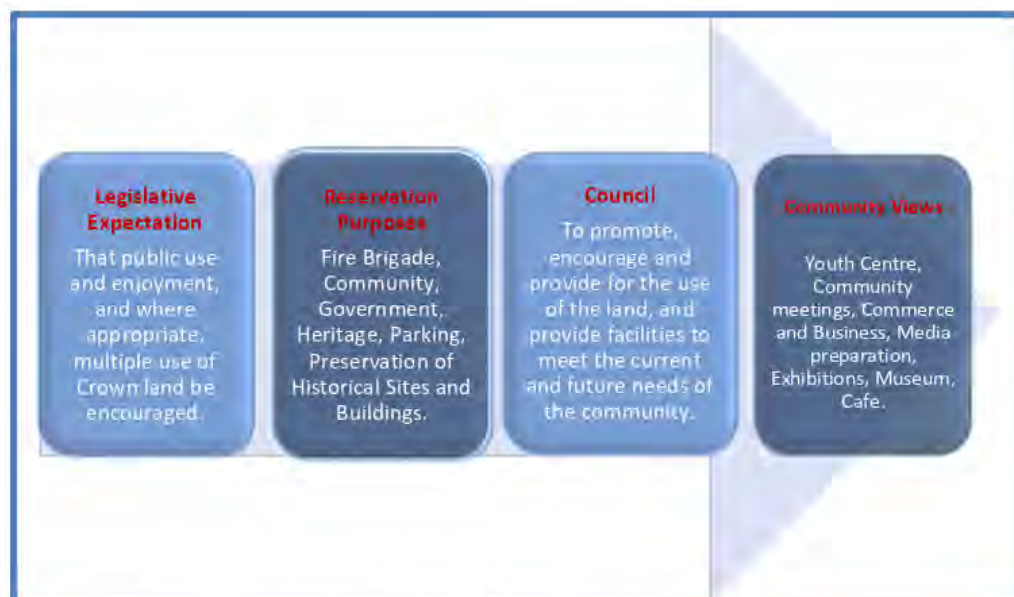 Legislative
Expectation
That public use
and enjoyment,
and where
appropriate,
multiple use of
Crown land be
encouraged.
Reservation
Purposes
Fire Brigade,
Community,
Government,
Heritage, Parking,
Preservation of
Historical Sites and
Buildings.
Council
To promote,
encourage and
provide for the use
of the land, and
provide facilities to
meet the current
and future needs of
the community.
Community Views
Youth Centre,
Community
meetings, Commerce
and Business, Media
preparation,
Exhibitions, Museum,
Cafe.